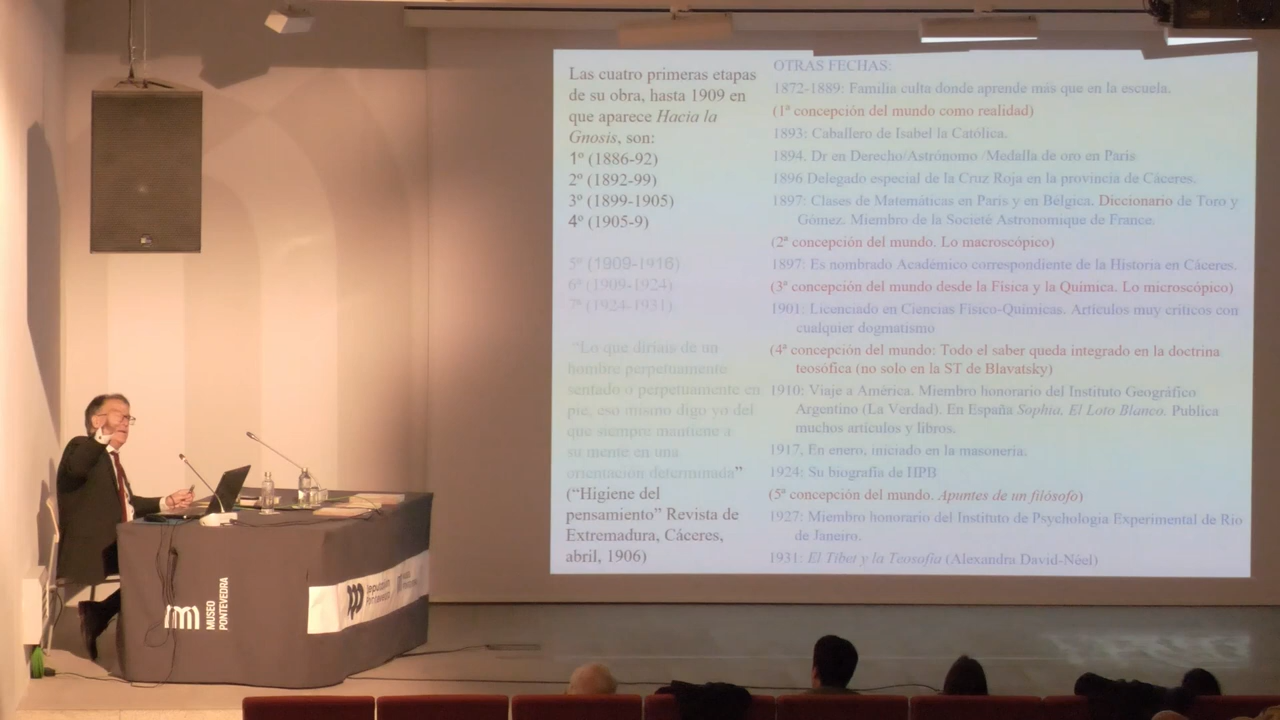 Las cuatro primeras etapas
de su obra, hasta 1909 en
que aparece Hacia la
Gnosis, son:
1º (1886-92)
2º (1892-99)
3º (1899-1905)
4º (1905-9)
5º (1909-1916)
6º (1909-1924)
7º (1924-1931)
“Lo que diríais de un
hombre perpetuamente
sentado o perpetuamente en
pie, eso mismo digo yo del
que siempre mantiene a
su mente en una
orientación determinada”
(“Higiene del
pensamiento” Revista de
Extremadura, Cáceres,
abril, 1906)
OTRAS FECHAS:
1872-1889: Familia culta donde aprende más que en la escuela.
(1ª concepción del mundo como realidad)
1893: Caballero de Isabel la Católica.
1894. Dr en Derecho/Astrónomo /Medalla de oro en París
1896 Delegado especial de la Cruz Roja en la provincia de Cáceres.
1897: Clases de Matemáticas en París y en Bélgica. Diccionario de Toro y
Gómez. Miembro de la Societé Astronomique de France.
(2ª concepción del mundo. Lo macroscópico)
1897: Es nombrado Académico correspondiente de la Historia en Cáceres.
(3ª concepción del mundo desde la Física y la Química. Lo microscópico)
1901: Licenciado en Ciencias Físico-Químicas. Artículos muy críticos con
cualquier dogmatismo
(4ª concepción del mundo: Todo el saber queda integrado en la doctrina
teosófica (no solo en la ST de Blavatsky)
1910: Viaje a América. Miembro honorario del Instituto Geográfico
Argentino (La Verdad). En España Sophia, El Loto Blanco. Publica
muchos artículos y libros.
1917, En enero, iniciado en la masonería.
1924: Su biografía de HPB
(5ª concepción del mundo. Apuntes de un filósofo)
1927: Miembro honorario del Instituto de Psychologia Experimental de Río
de Janeiro.
1931: El Tíbet y la Teosofía (Alexandra David-Néel)
MUSEO
PONTEVEDRA
Deputación
Pontevedra